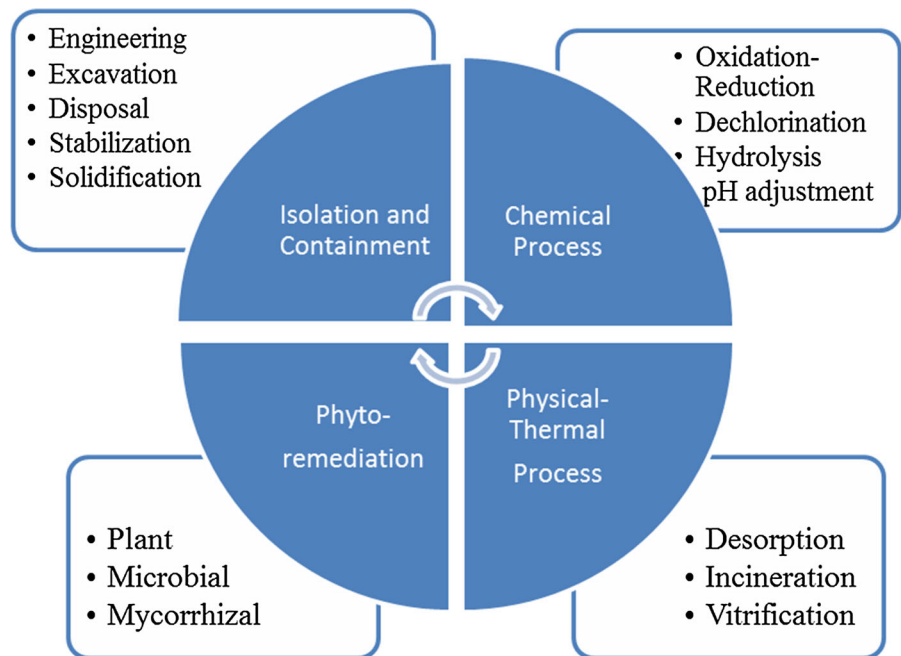 • Engineering
• Excavation
• Disposal
• Stabilization
• Solidification
Isolation and
Containment
• Oxidation-
Reduction
• Dechlorination
• Hydrolysis
pH adjustment
Chemical
Process
Phyto-
remediation
• Plant
• Microbial
• Mycorrhizal
Physical-
Thermal
Process
• Desorption
• Incineration
• Vitrification